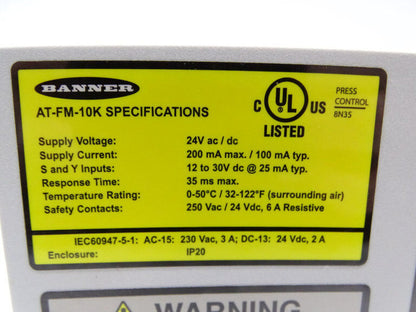 BANNER
AT-FM-10K SPECIFICATIONS
C UL US
LISTED
PRESS
CONTROL
8N35
Supply Voltage: 24V ac / dc
Supply Current: 200 mA max. / 100 mA typ.
S and Y Inputs: 12 to 30V dc @ 25 mA typ.
Response Time: 35 ms max.
Temperature Rating: 0-50°C / 32-122°F (surrounding air)
Safety Contacts: 250 Vac / 24 Vdc, 6 A Resistive
IEC60947-5-1: AC-15: 230 Vac, 3 A; DC-13: 24 Vdc, 2 A
Enclosure: IP20
WARNING